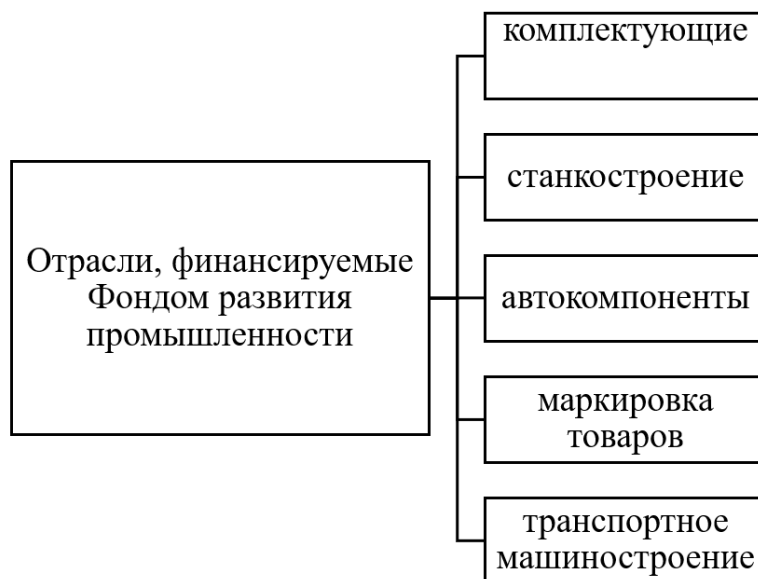 комплектующие
станкостроение
Отрасли, финансируемые
Фондом развития
промышленности
автокомпоненты
маркировка
товаров
транспортное
машиностроение